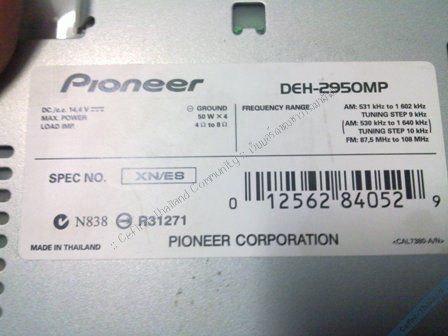 Pioneer DEH-2950MP
DC./c.c. 14,4 V ⊖ GROUND
MAX. POWER 50 W × 4
LOAD IMP. 4 Ω to 8 Ω
FREQUENCY RANGE AM: 531 kHz to 1 602 kHz
TUNING STEP 9 kHz
(AM: 530 kHz to 1 640 kHz)
(TUNING STEP 10 kHz)
FM: 87,5 MHz to 108 MHz
SPEC NO. XN/ES
0 12562 84052 9
N838 R31271
MADE IN THAILAND
PIONEER CORPORATION
<CAL7380-A/N>